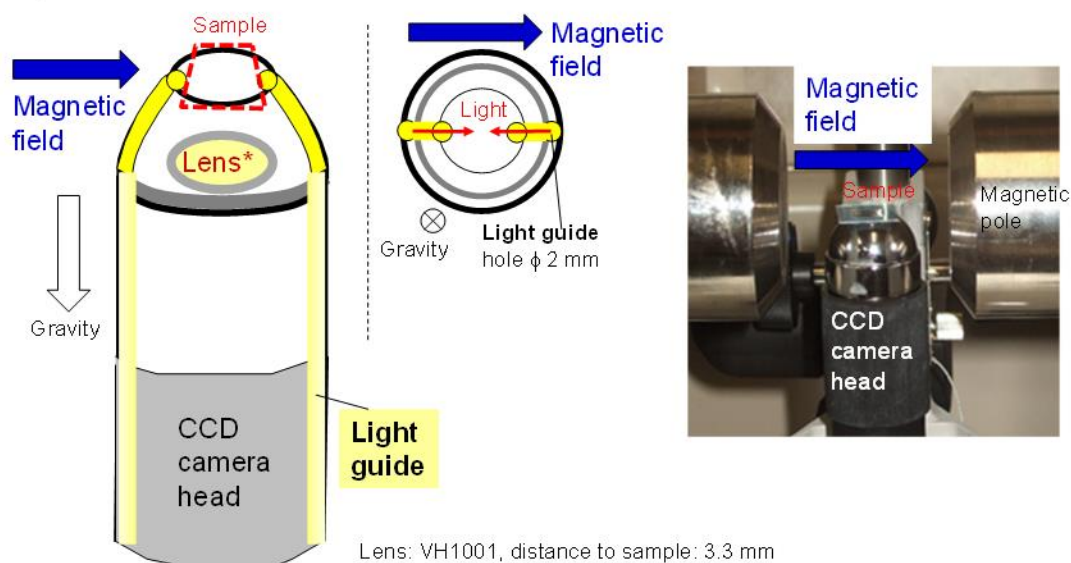 Sample
Magnetic
field
Lens*
Gravity
CCD
camera
head
Light
guide
Magnetic
field
Light
Gravity
Light guide
hole ϕ 2 mm
Magnetic
field
Sample
Magnetic
pole
CCD
camera
head
Lens: VH1001, distance to sample: 3.3 mm